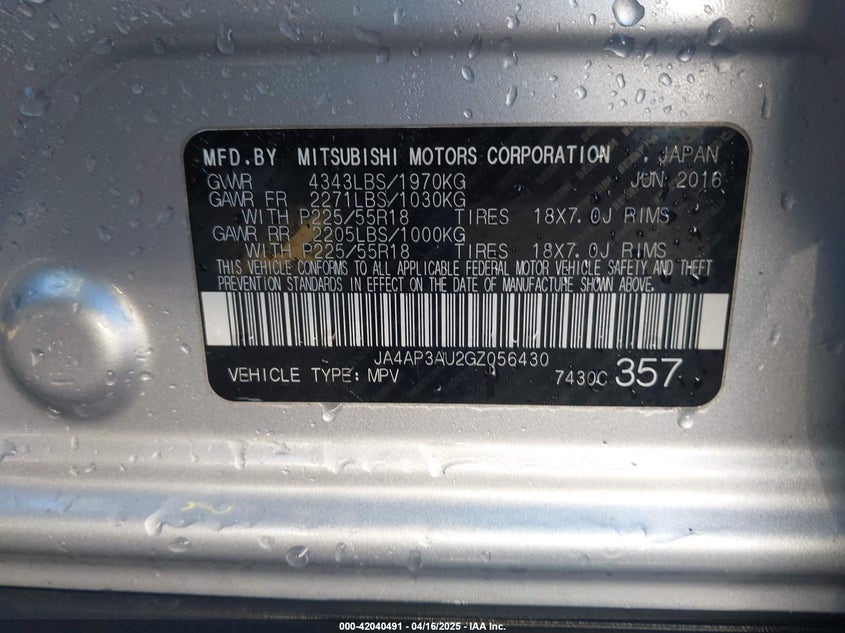 MFD.BY MITSUBISHI MOTORS CORPORATION JAPAN
GVWR 4343LBS/1970KG JUN 2016
GAWR FR 2271LBS/1030KG
WITH P225/55R18 TIRES 18X7.0J RIMS
GAWR RR 2205LBS/1000KG
WITH P225/55R18 TIRES 18X7.0J RIMS
THIS VEHICLE CONFORMS TO ALL APPLICABLE FEDERAL MOTOR VEHICLE SAFETY AND THEFT
PREVENTION STANDARDS IN EFFECT ON THE DATE OF MANUFACTURE SHOWN ABOVE.
JA4AP3AU2GZ056430
VEHICLE TYPE: MPV 7430C 357
000-42040491 - 04/16/2025 - IAA Inc.